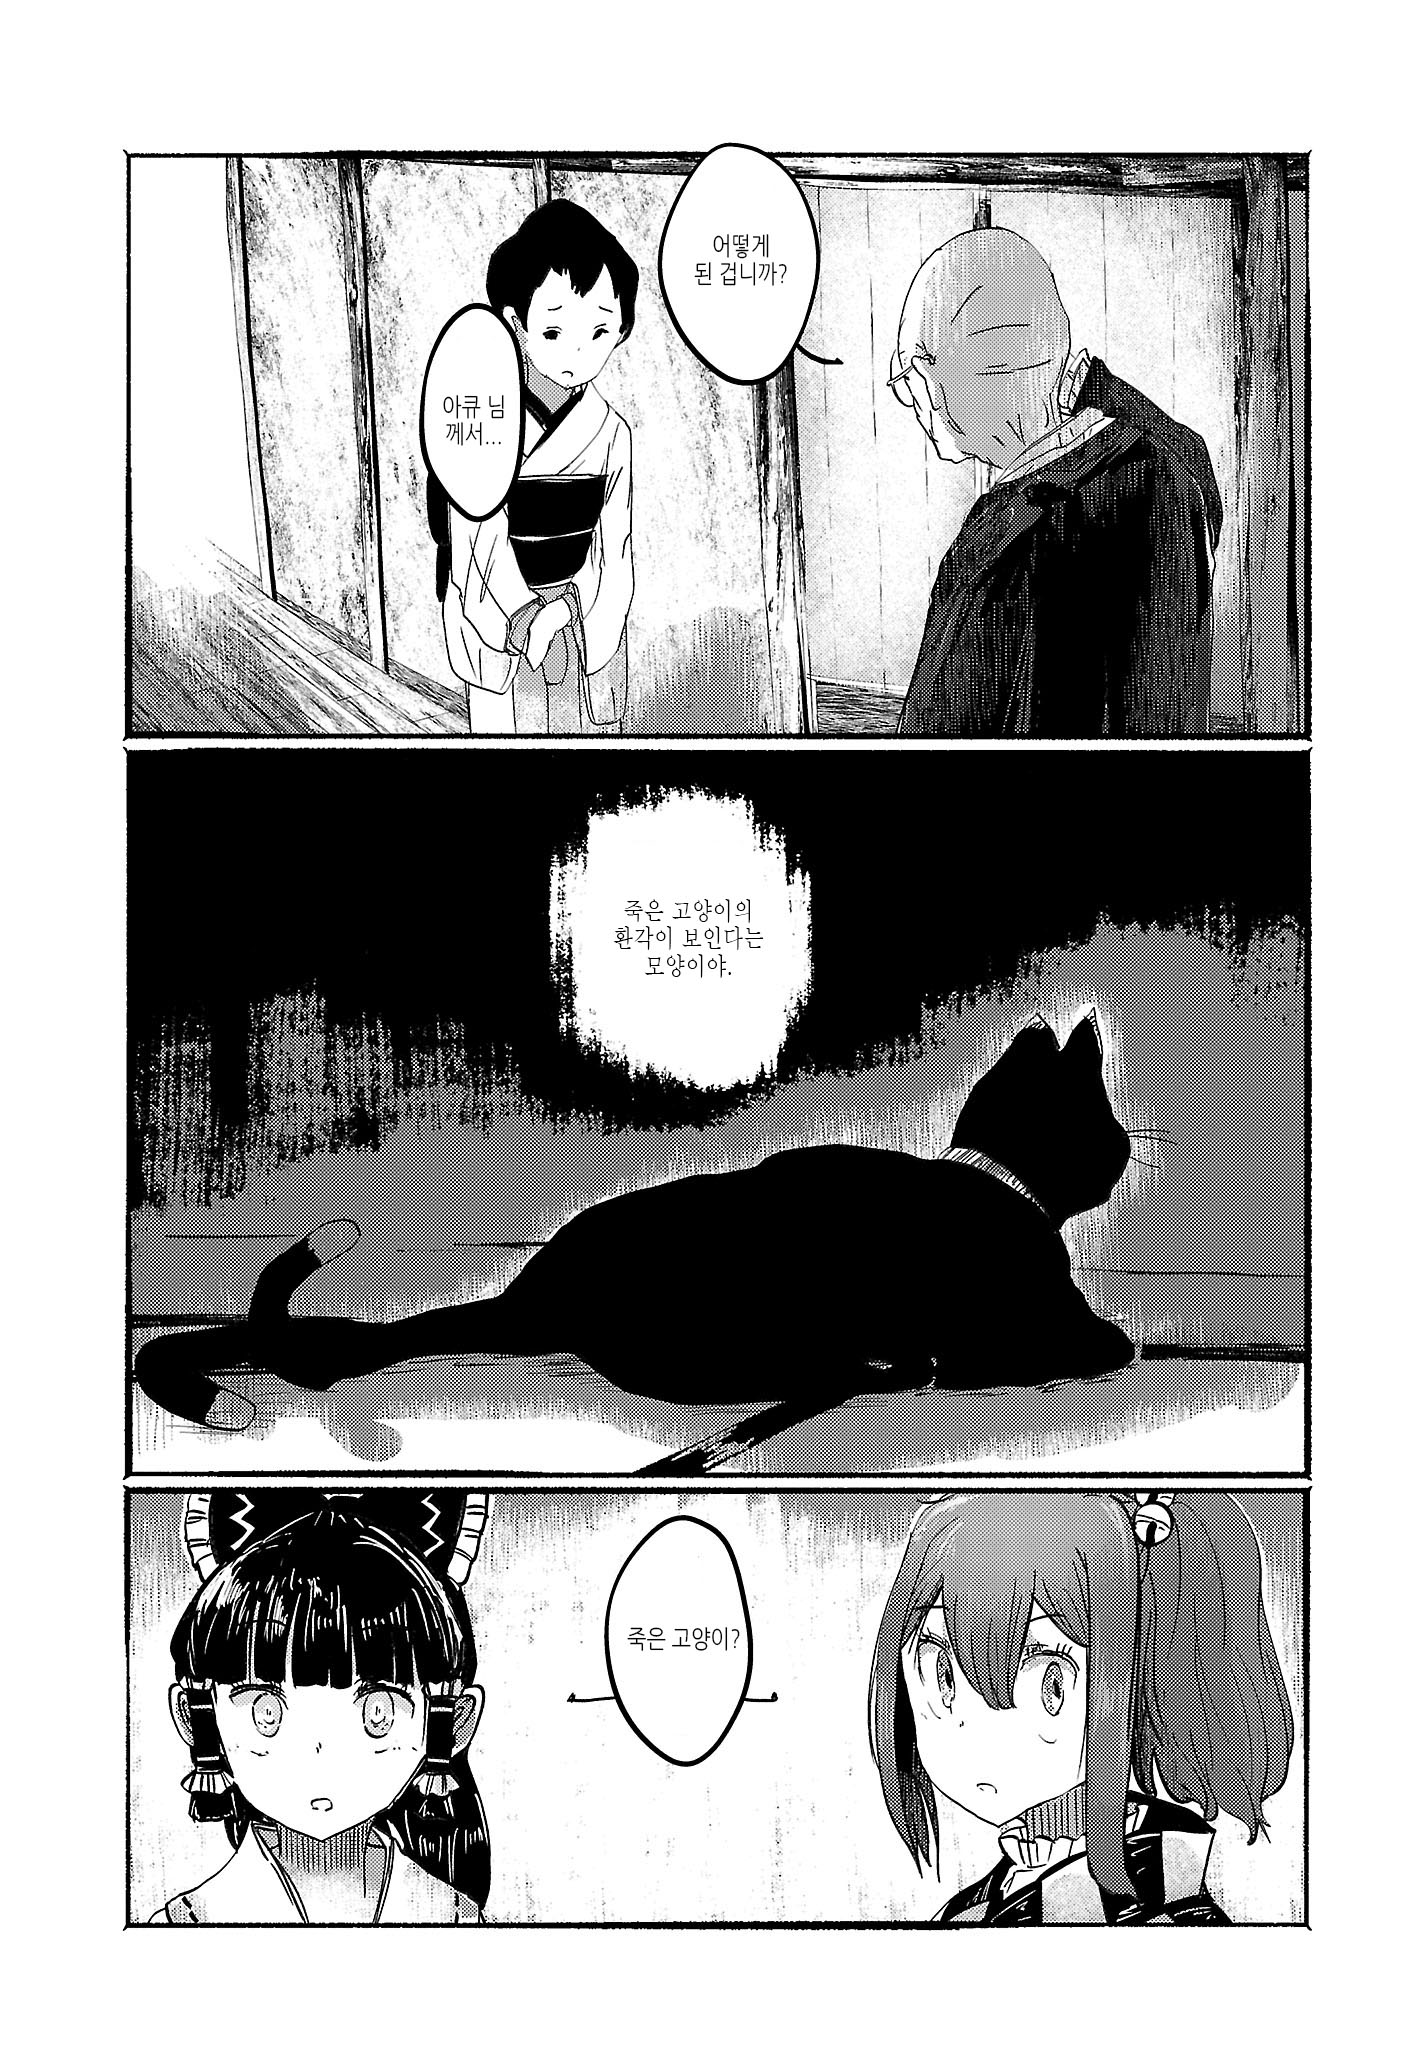 어떻게
된 겁니까?
아큐 님
께서...
죽은 고양이의
환각이 보인다는
모양이야.
죽은 고양이?